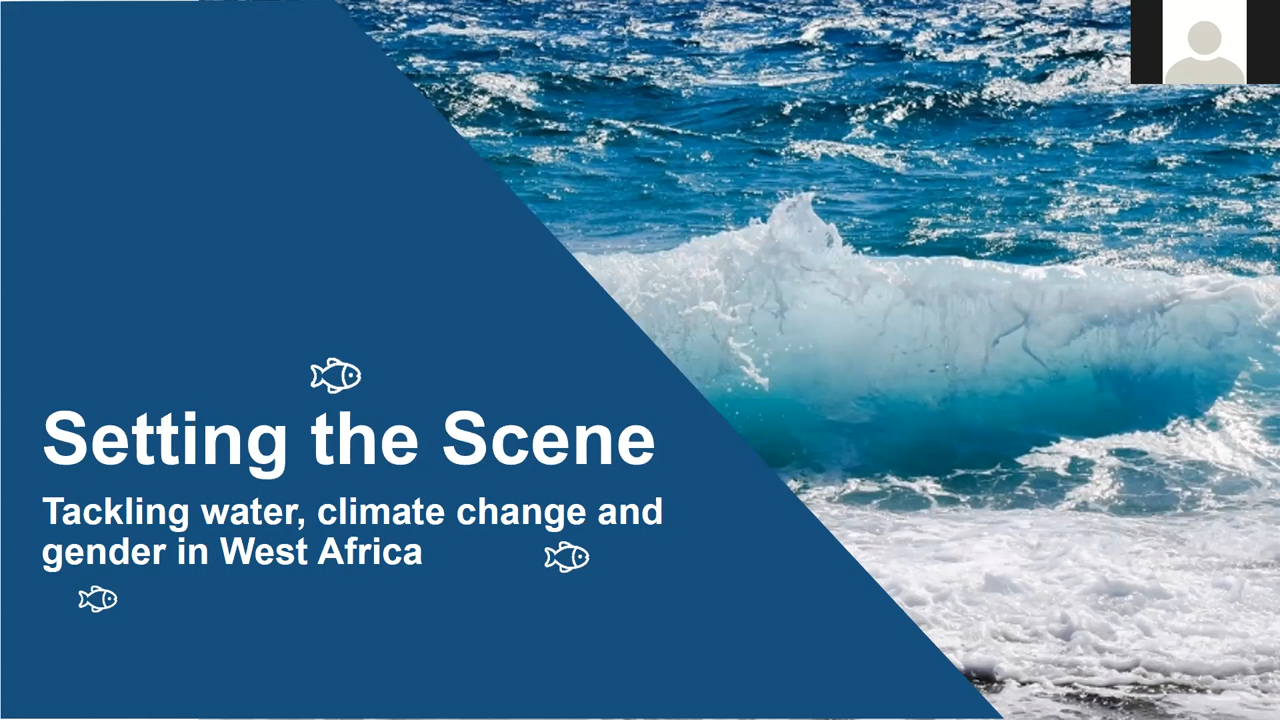 Setting the Scene
Tackling water, climate change and
gender in West Africa